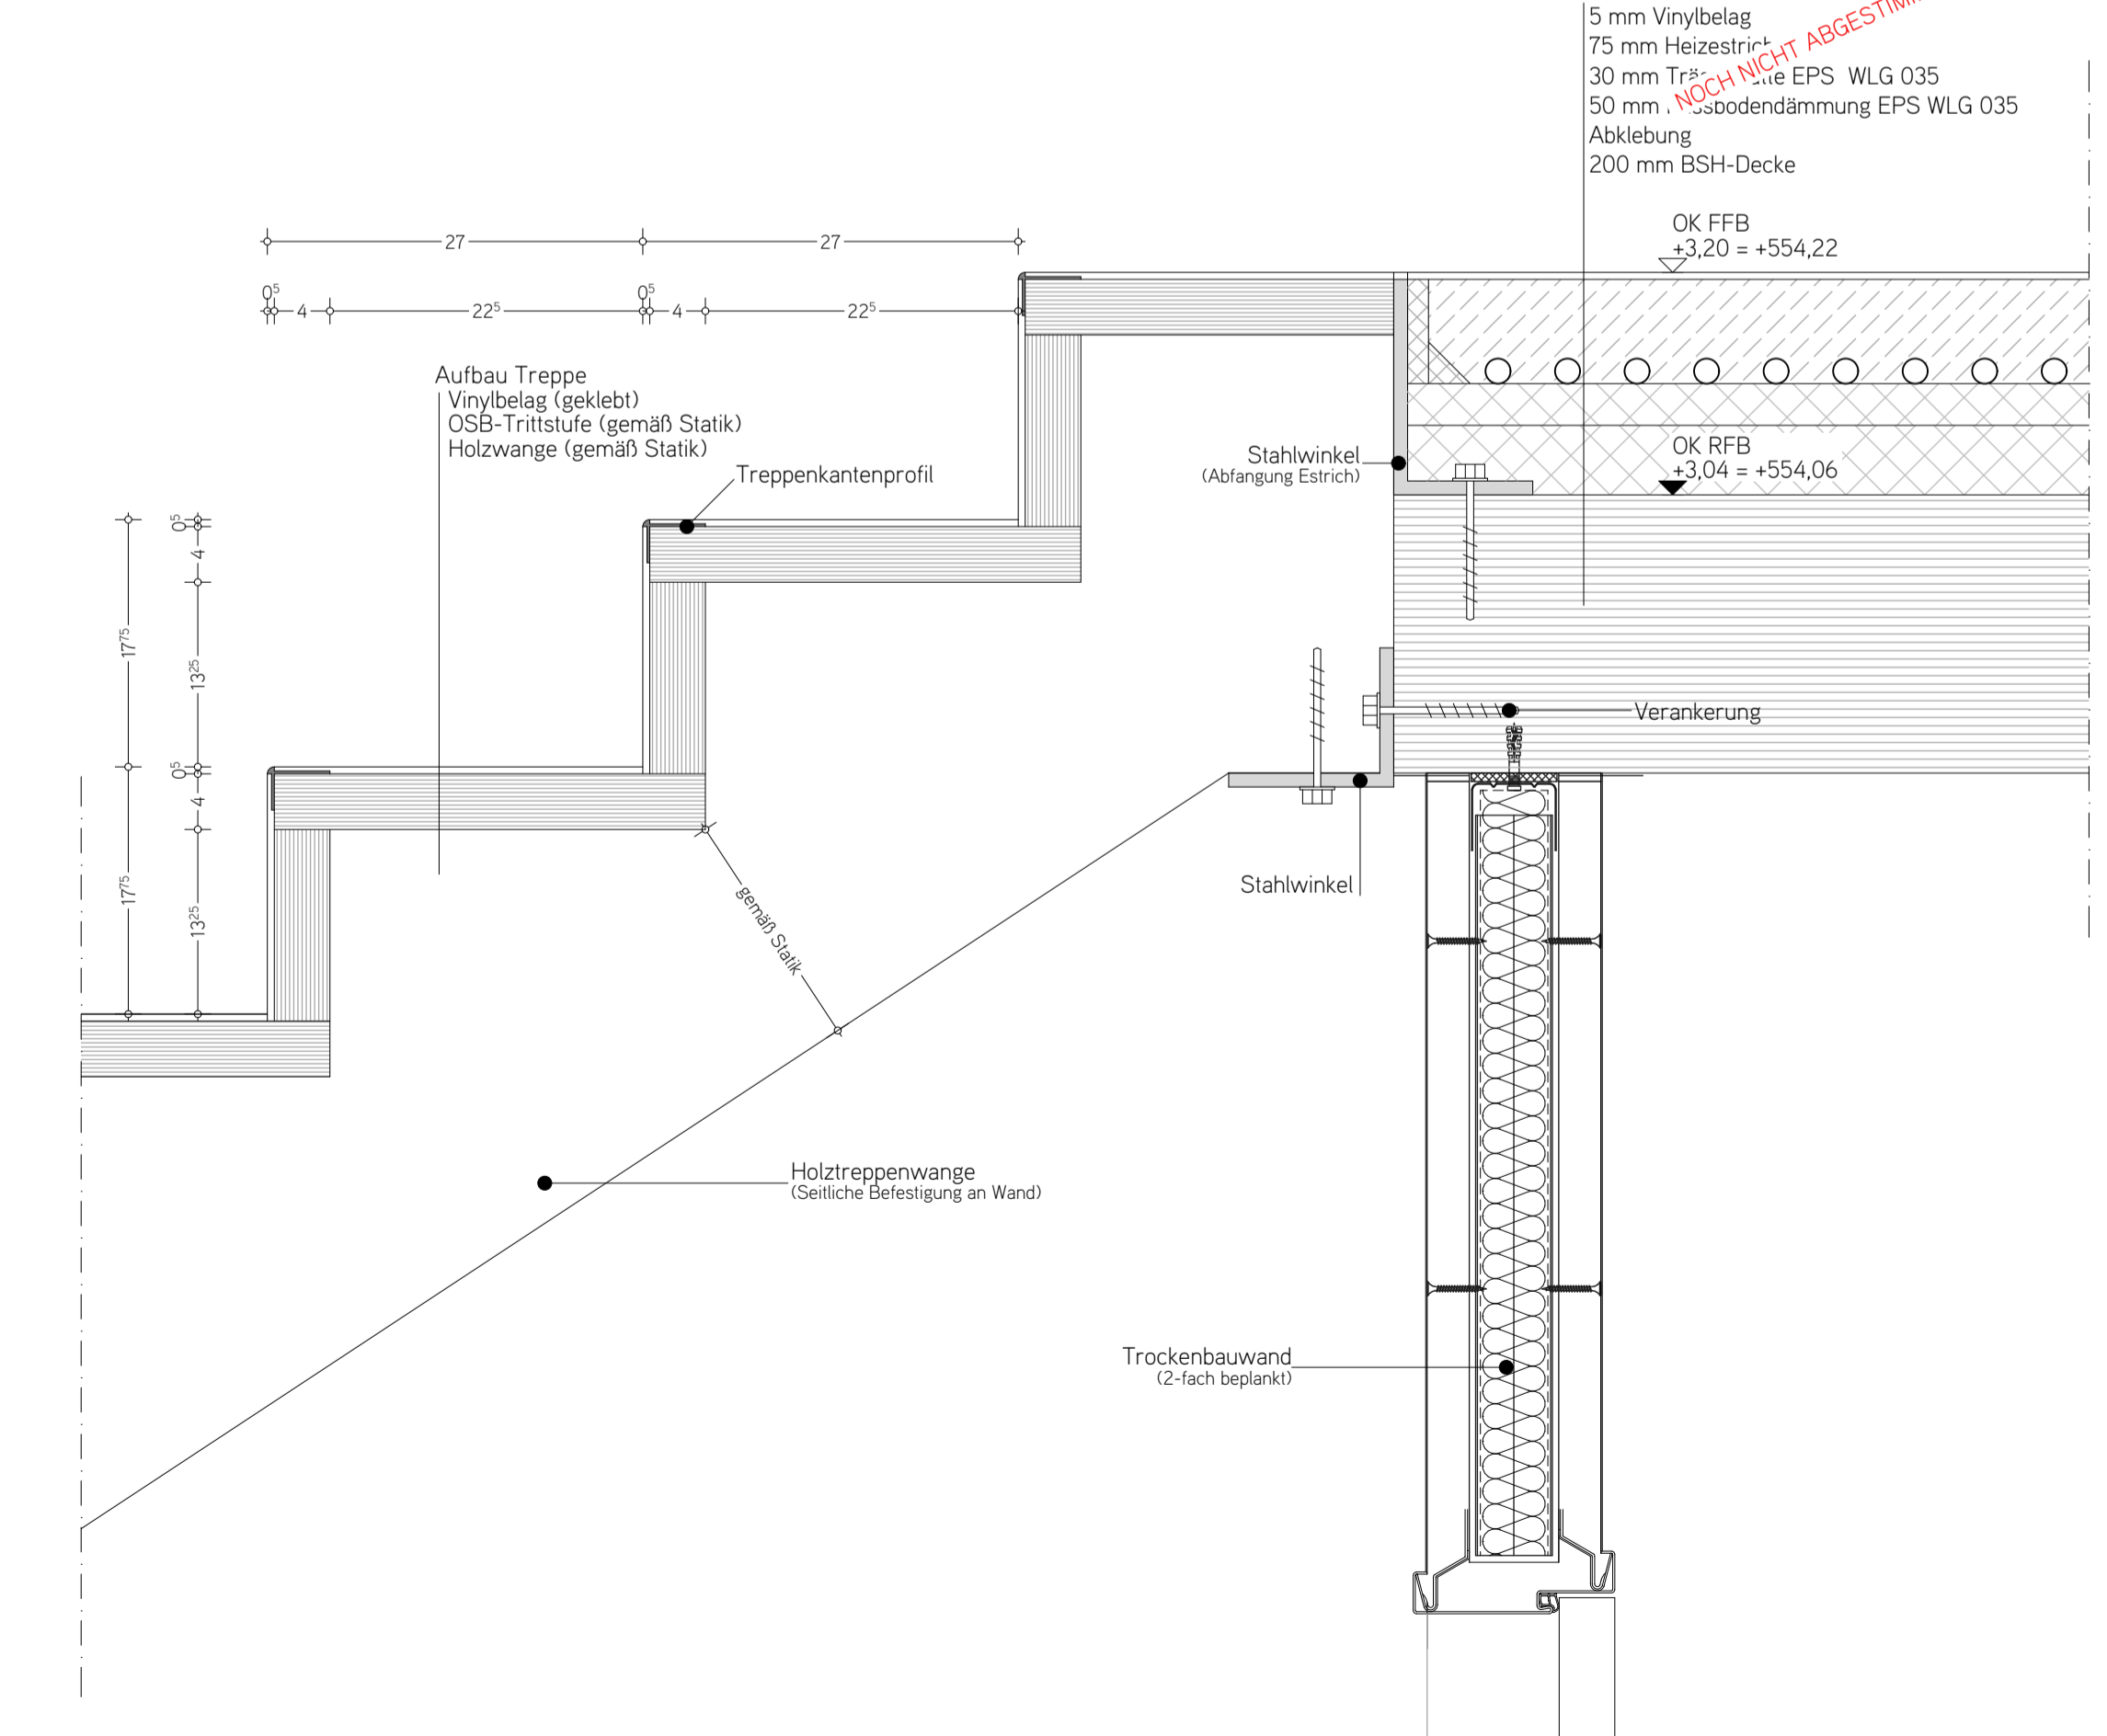 5 mm Vinylbelag
75 mm Heizestrich
30 mm EPS WLG 035
50 mm EPS WLG 035
Abklebung
200 mm BSH-Decke
NOCH NICHT
OK FFB
+3,20 = +554,22
27
27
0⁵
4
22⁵
0⁵
4
22⁵
Aufbau Treppe
Vinylbelag (geklebt)
OSB-Trittstufe (gemäß Statik)
Holzwange (gemäß Statik)
Treppenkantenprofil
Stahlwinkel
(Abfangung Estrich)
OK RFB
+3,04 = +554,06
0⁵
4
17⁷⁵
13²⁵
0⁵
4
17⁷⁵
13²⁵
Verankerung
Stahlwinkel
gemäß Statik
Holztreppenwange
(Seitliche Befestigung an Wand)
Trockenbauwand
(2-fach beplankt)